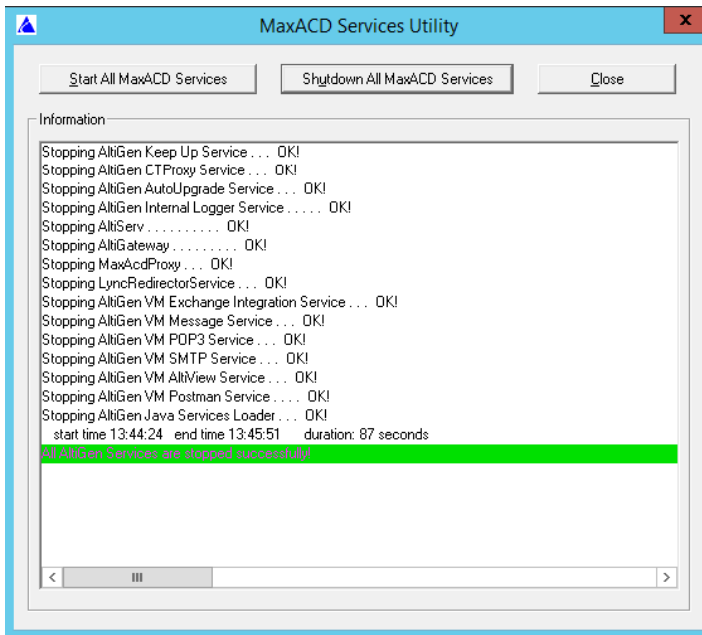 MaxACD Services Utility
x
Start All MaxACD Services
Shutdown All MaxACD Services
Close
Information
Stopping AltiGen Keep Up Service . . . OK!
Stopping AltiGen CTProxy Service . . . OK!
Stopping AltiGen AutoUpgrade Service . . . OK!
Stopping AltiGen Internal Logger Service . . . . . OK!
Stopping AltiServ . . . . . . . . . . OK!
Stopping AltiGateway . . . . . . . . . OK!
Stopping MaxAcdProxy . . . OK!
Stopping LyncRedirectorService . . . OK!
Stopping AltiGen VM Exchange Integration Service . . . OK!
Stopping AltiGen VM Message Service . . . OK!
Stopping AltiGen VM POP3 Service . . . OK!
Stopping AltiGen VM SMTP Service . . . OK!
Stopping AltiGen VM AltiView Service . . . OK!
Stopping AltiGen VM Postman Service . . . . OK!
Stopping AltiGen Java Services Loader . . . OK!
start time 13:44:24 end time 13:45:51 duration: 87 seconds
All AltiGen Services are stopped successfully!